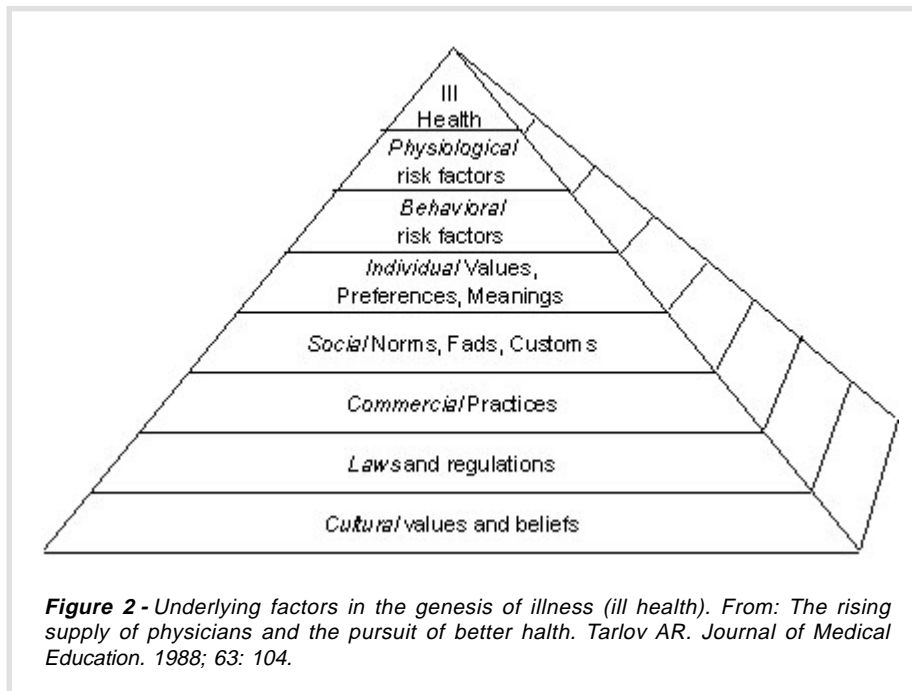 Ill
Health
Physiological
risk factors
Behavioral
risk factors
Individual Values,
Preferences, Meanings
Social Norms, Fads, Customs
Commercial Practices
Laws and regulations
Cultural values and beliefs
Figure 2 - Underlying factors in the genesis of illness (ill health). From: The rising
supply of physicians and the pursuit of better halth. Tarlov AR. Journal of Medical
Education. 1988; 63: 104.